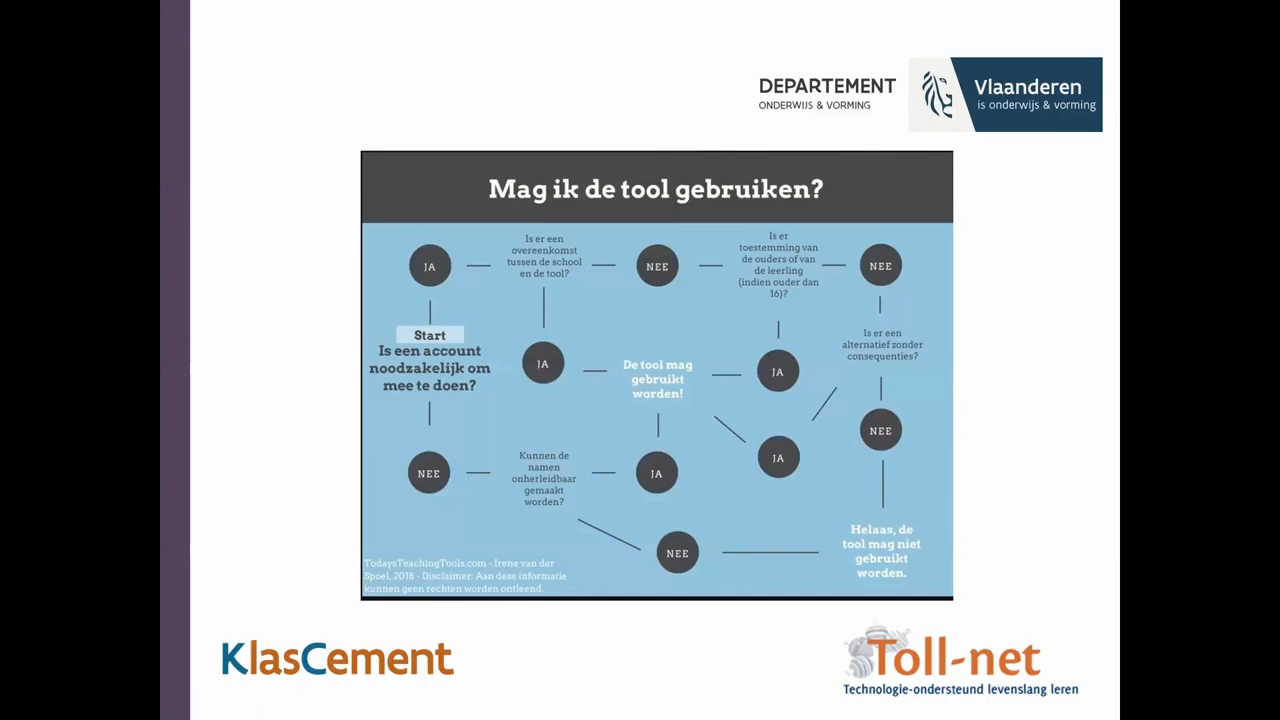 DEPARTEMENT
ONDERWIJS & VORMING
Vlaanderen
is onderwijs & vorming
Mag ik de tool gebruiken?
JA
Is er een
overeenkomst
tussen de school
en de tool?
NEE
Is er
toestemming van
de ouders of van
de leerling
(indien ouder dan
16)?
NEE
Start
Is een account
noodzakelijk om
mee te doen?
JA
De tool mag
gebruikt
worden!
JA
Is er een
alternatief zonder
consequenties?
NEE
Kunnen de
namen
onherleidbaar
gemaakt
worden?
JA
JA
NEE
NEE
Helaas, de
tool mag niet
gebruikt
worden.
TodaysTeachingTools.com - Irene van der
Spoel, 2018 - Disclaimer: Aan deze informatie
kunnen geen rechten worden ontleend.
KlasCement
Toll-net
Technologie-ondersteund levenslang leren